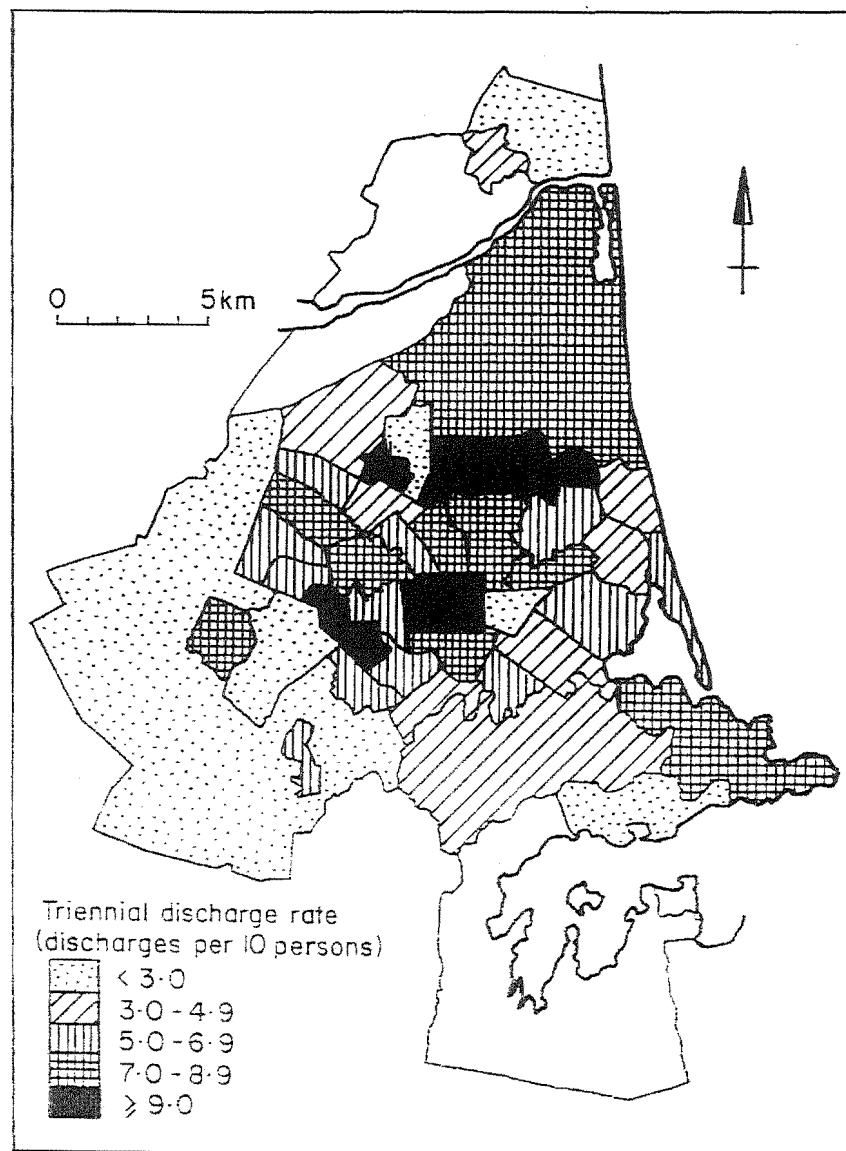 0 5km
Triennial discharge rate
(discharges per 10 persons)
< 3·0
3·0 - 4·9
5·0 - 6·9
7·0 - 8·9
⩾ 9·0